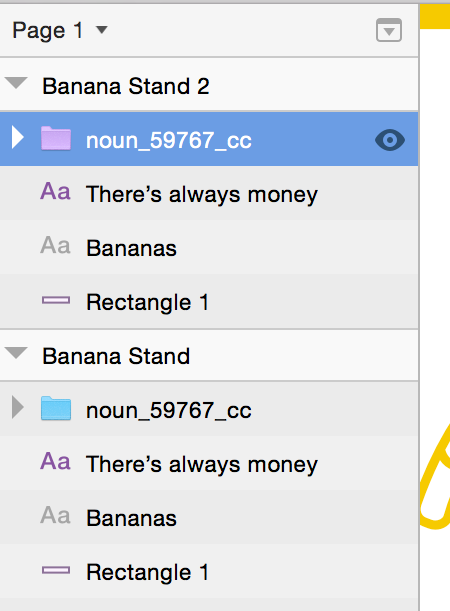 Page 1
Banana Stand 2
noun_59767_cc
Aa There’s always money
Aa Bananas
Rectangle 1
Banana Stand
noun_59767_cc
Aa There’s always money
Aa Bananas
Rectangle 1